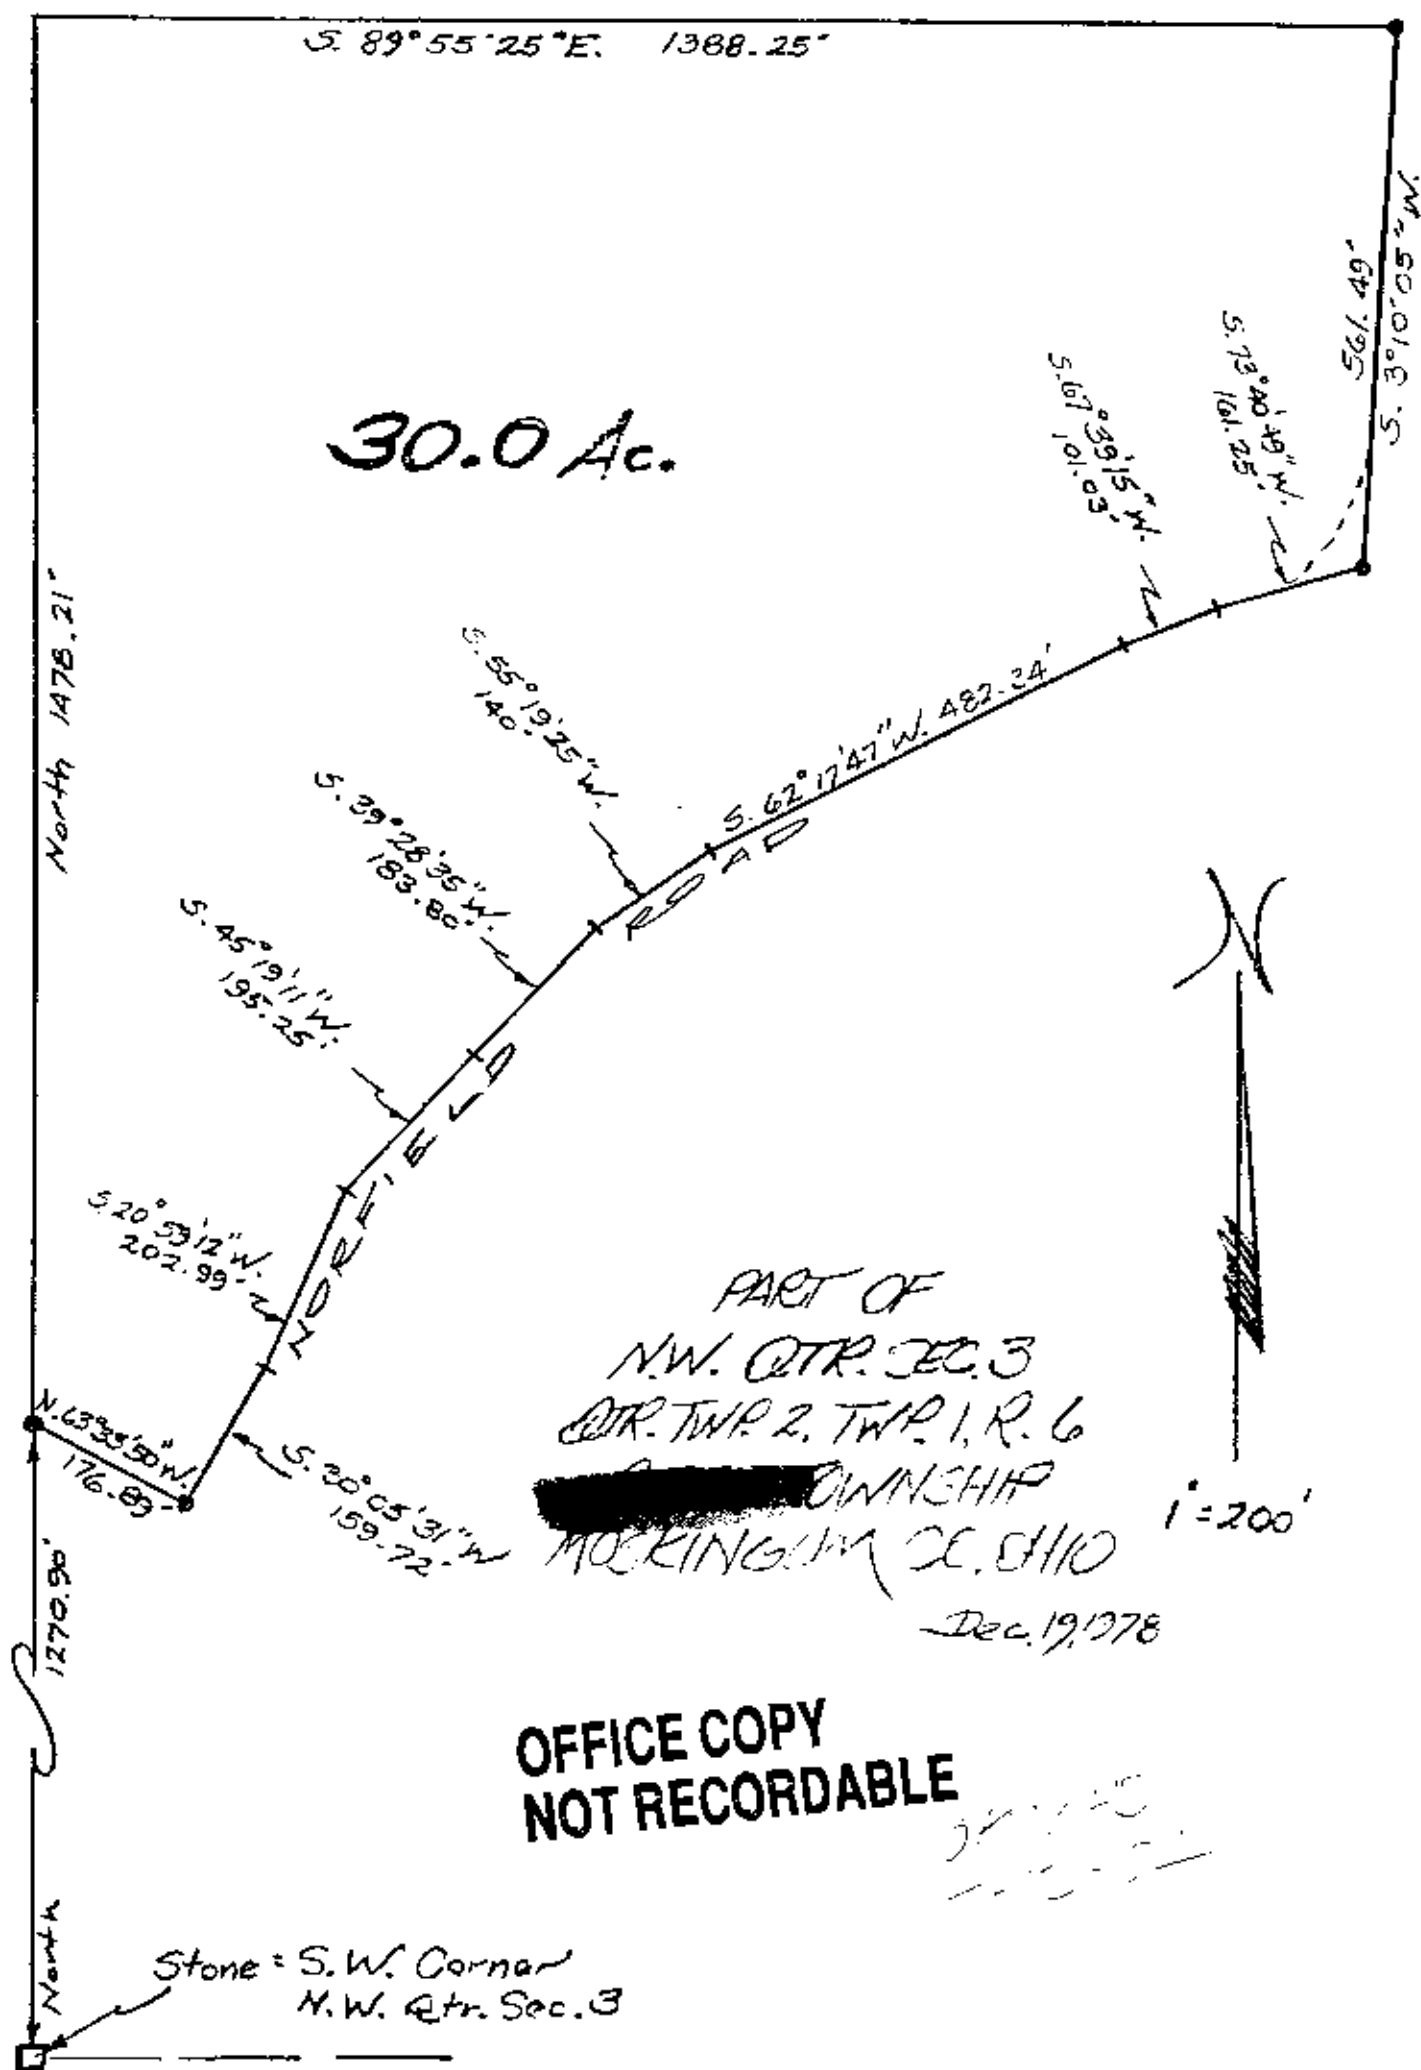 S. 89°55'25"E. 1388.25'
561.49'
S. 3°10'05"W.
S. 73°40'49"W.
161.25'
S. 67°39'15"W.
101.03'
30.0 Ac.
North 1478.21'
S. 62°17'47"W. 482.34'
S. 55°19'25"W.
140.
S. 39°28'35"W.
183.80'
S. 45°19'11"W.
195.25'
S. 20°59'12"W.
202.99'
ROAD
N
N. 63°35'50"W.
176.89'
S. 30°05'31"W
159.72'
1270.90'
PART OF
N.W. QTR. SEC. 3
QTR. TWP. 2, TWP. 1, R. 6
OWNSHIP
OHIO
Dec. 19, 1978
1"=200'
OFFICE COPY
NOT RECORDABLE
North
Stone = S.W. Corner
N.W. Qtr. Sec. 3